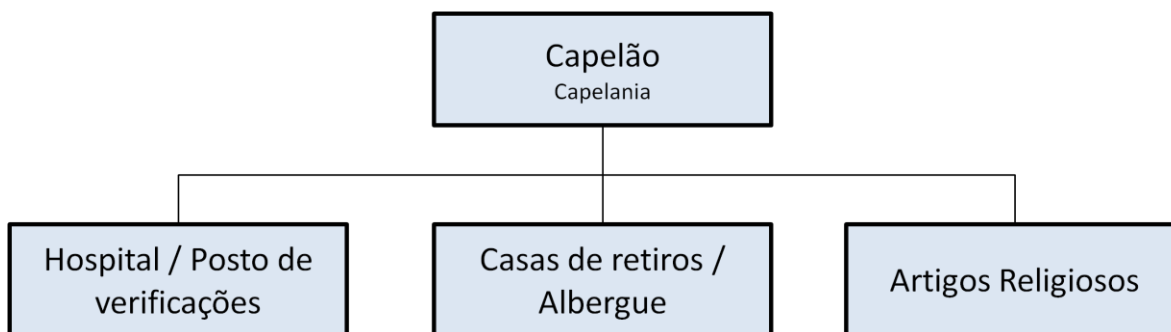 Capelão
Capelania
Hospital / Posto de
verificações
Casas de retiros /
Albergue
Artigos Religiosos